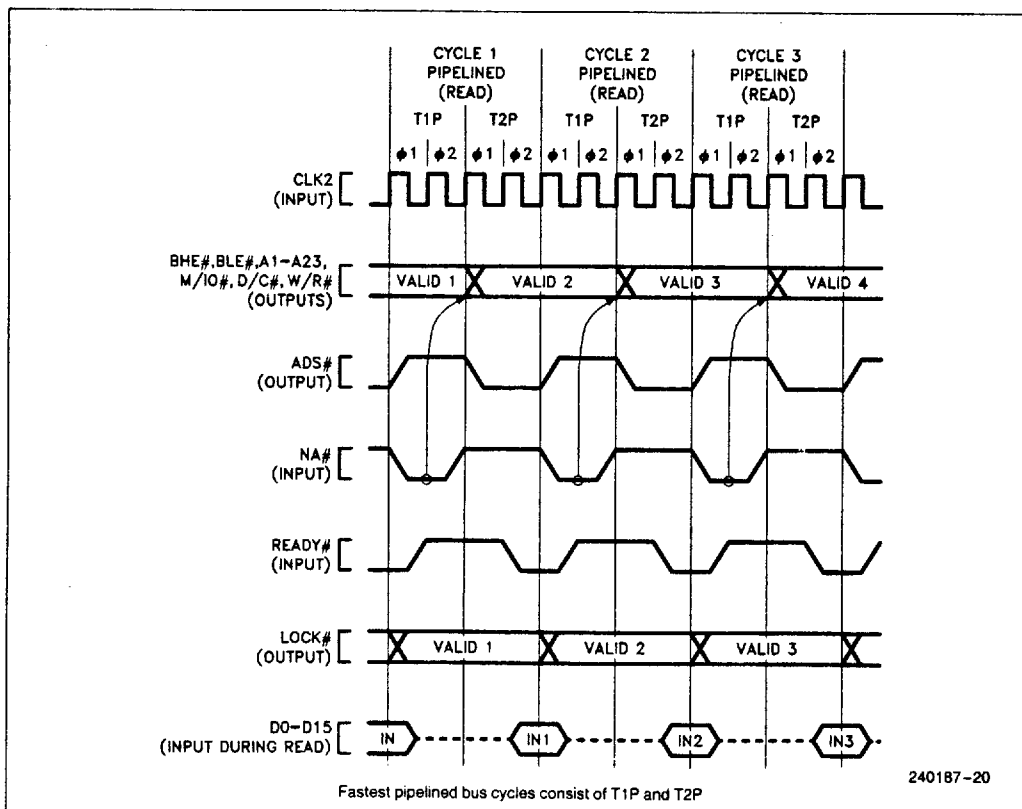 CYCLE 1
PIPELINED
(READ)
CYCLE 2
PIPELINED
(READ)
CYCLE 3
PIPELINED
(READ)
T1P T2P T1P T2P T1P T2P
ϕ1 ϕ2 ϕ1 ϕ2 ϕ1 ϕ2 ϕ1 ϕ2 ϕ1 ϕ2 ϕ1 ϕ2
CLK2
(INPUT)
BHE#,BLE#,A1-A23,
M/IO#,D/C#,W/R#
(OUTPUTS)
VALID 1 VALID 2 VALID 3 VALID 4
ADS#
(OUTPUT)
NA#
(INPUT)
READY#
(INPUT)
LOCK#
(OUTPUT)
VALID 1 VALID 2 VALID 3
D0-D15
(INPUT DURING READ)
IN IN1 IN2 IN3
240187-20
Fastest pipelined bus cycles consist of T1P and T2P